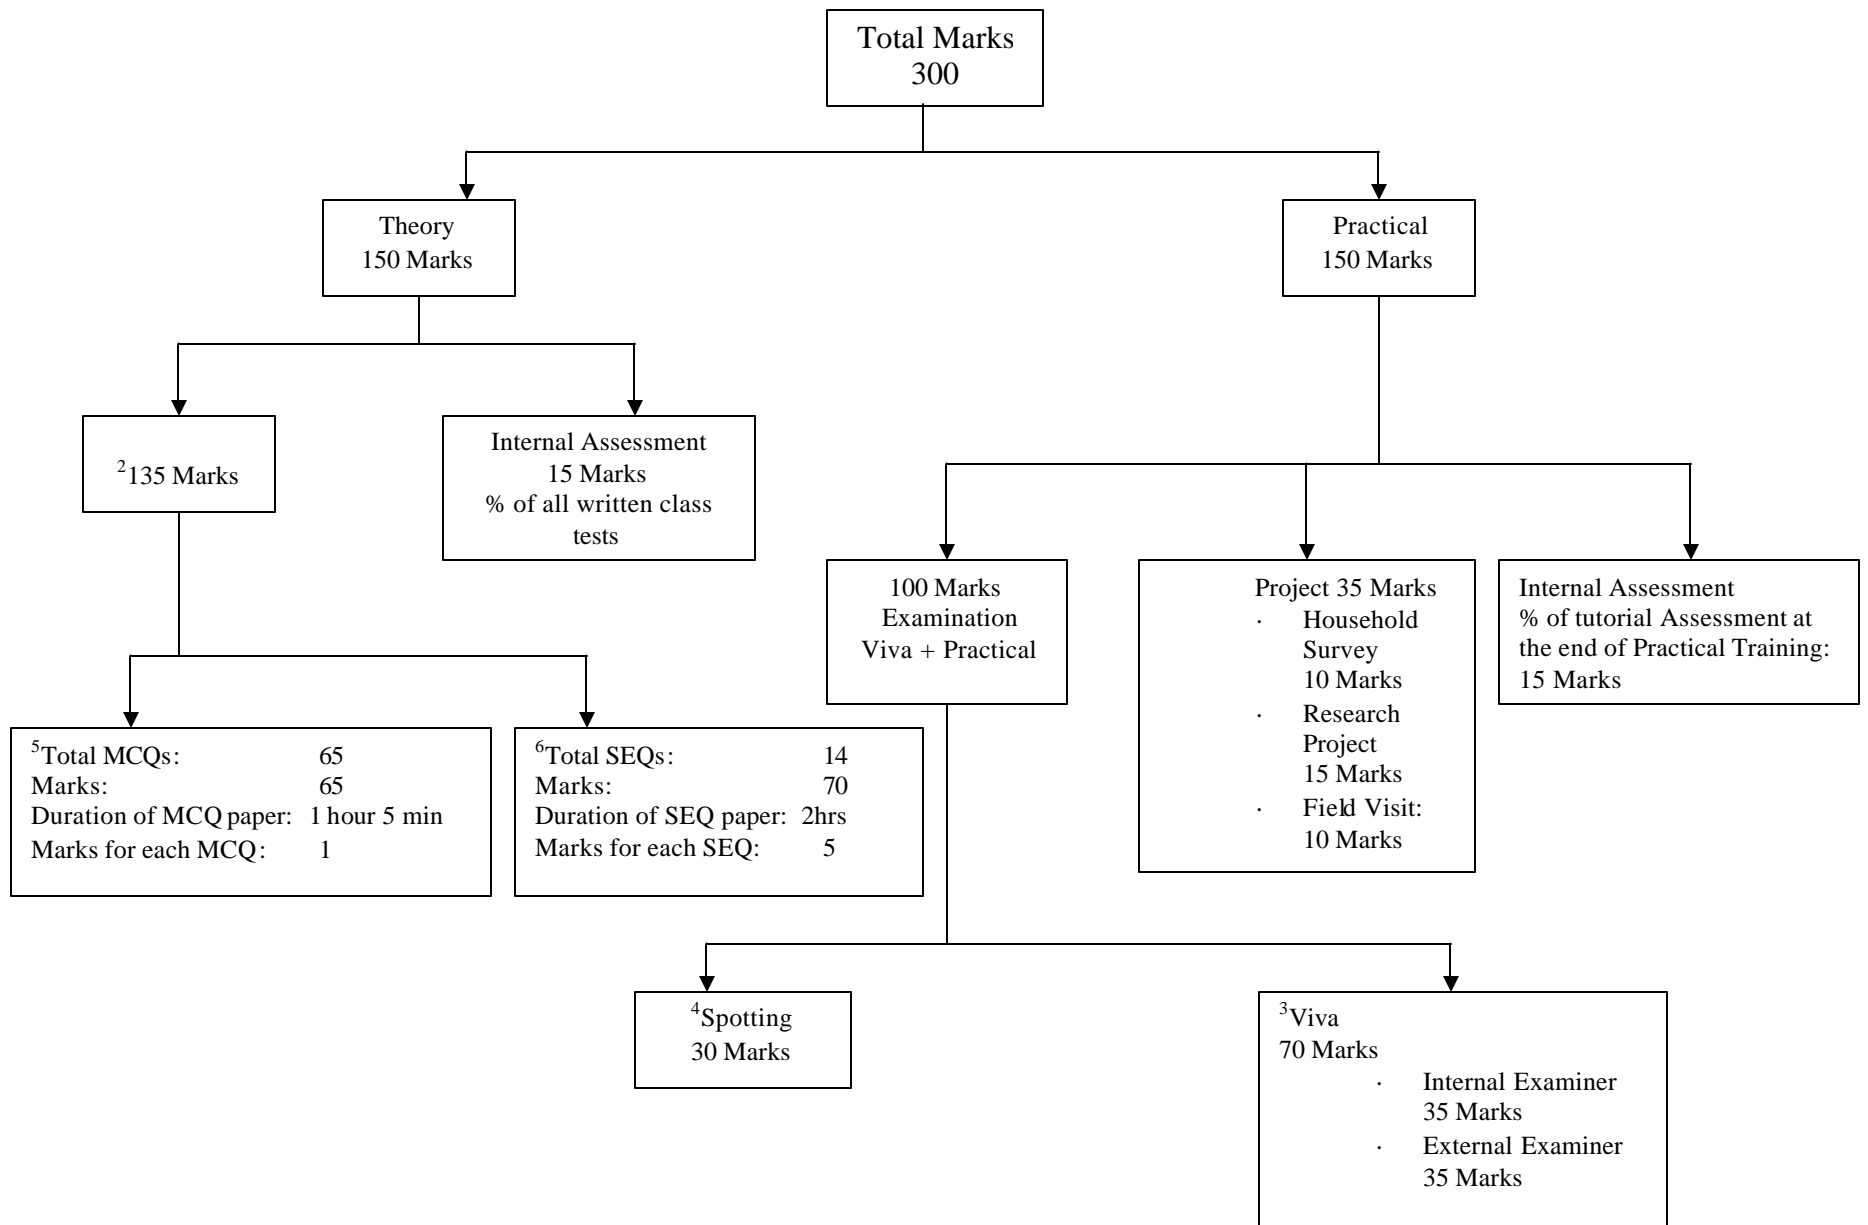 Total Marks
300
Theory
150 Marks
Practical
150 Marks
²135 Marks
Internal Assessment
15 Marks
% of all written class
tests
100 Marks
Examination
Viva + Practical
Project 35 Marks
· Household
Survey
10 Marks
· Research
Project
15 Marks
· Field Visit:
10 Marks
Internal Assessment
% of tutorial Assessment at
the end of Practical Training:
15 Marks
⁵Total MCQs: 65
Marks: 65
Duration of MCQ paper: 1 hour 5 min
Marks for each MCQ: 1
⁶Total SEQs: 14
Marks: 70
Duration of SEQ paper: 2hrs
Marks for each SEQ: 5
⁴Spotting
30 Marks
³Viva
70 Marks
· Internal Examiner
35 Marks
· External Examiner
35 Marks